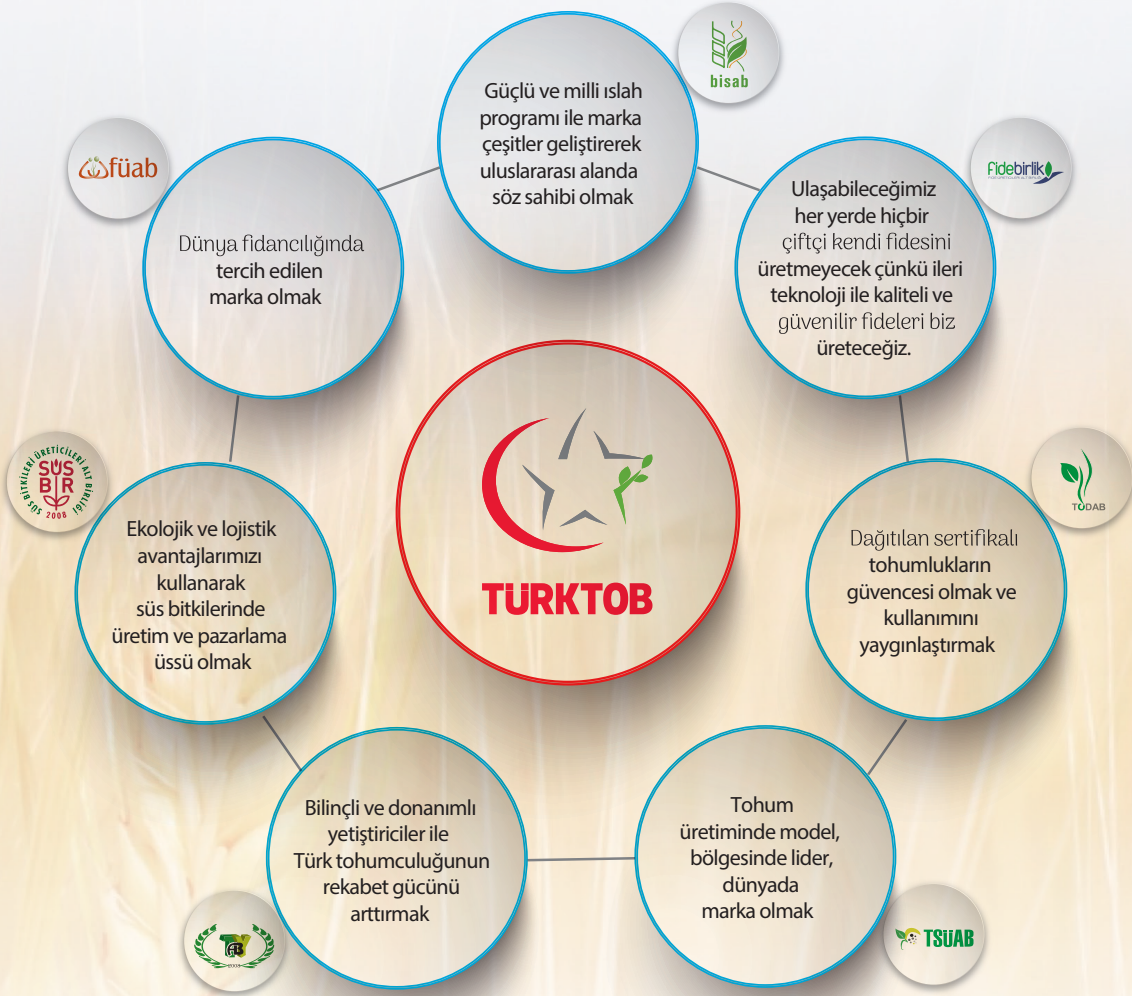 bisab
Güçlü ve milli ıslah
programı ile marka
çeşitler geliştirerek
uluslararası alanda
söz sahibi olmak
Fidebirlik
Ulaşabileceğimiz
her yerde hiçbir
çiftçi kendi fidesini
üretmeyecek çünkü ileri
teknoloji ile kaliteli ve
güvenilir fideleri biz
üreteceğiz.
TODAB
Dağıtılan sertifikalı
tohumlukların
güvencesi olmak ve
kullanımını
yaygınlaştırmak
Tohum
üretiminde model,
bölgesinde lider,
dünyada
marka olmak
TSÜAB
Bilinçli ve donanımlı
yetiştiriciler ile
Türk tohumculuğunun
rekabet gücünü
arttırmak
TYAB
2008
SÜS BİTKİLERİ ÜRETİCİLERİ ALT BİRLİĞİ
SÜS
BİR
2008
Ekolojik ve lojistik
avantajlarımızı
kullanarak
süs bitkilerinde
üretim ve pazarlama
üssü olmak
füab
Dünya fidancılığında
tercih edilen
marka olmak
TÜRKTOB